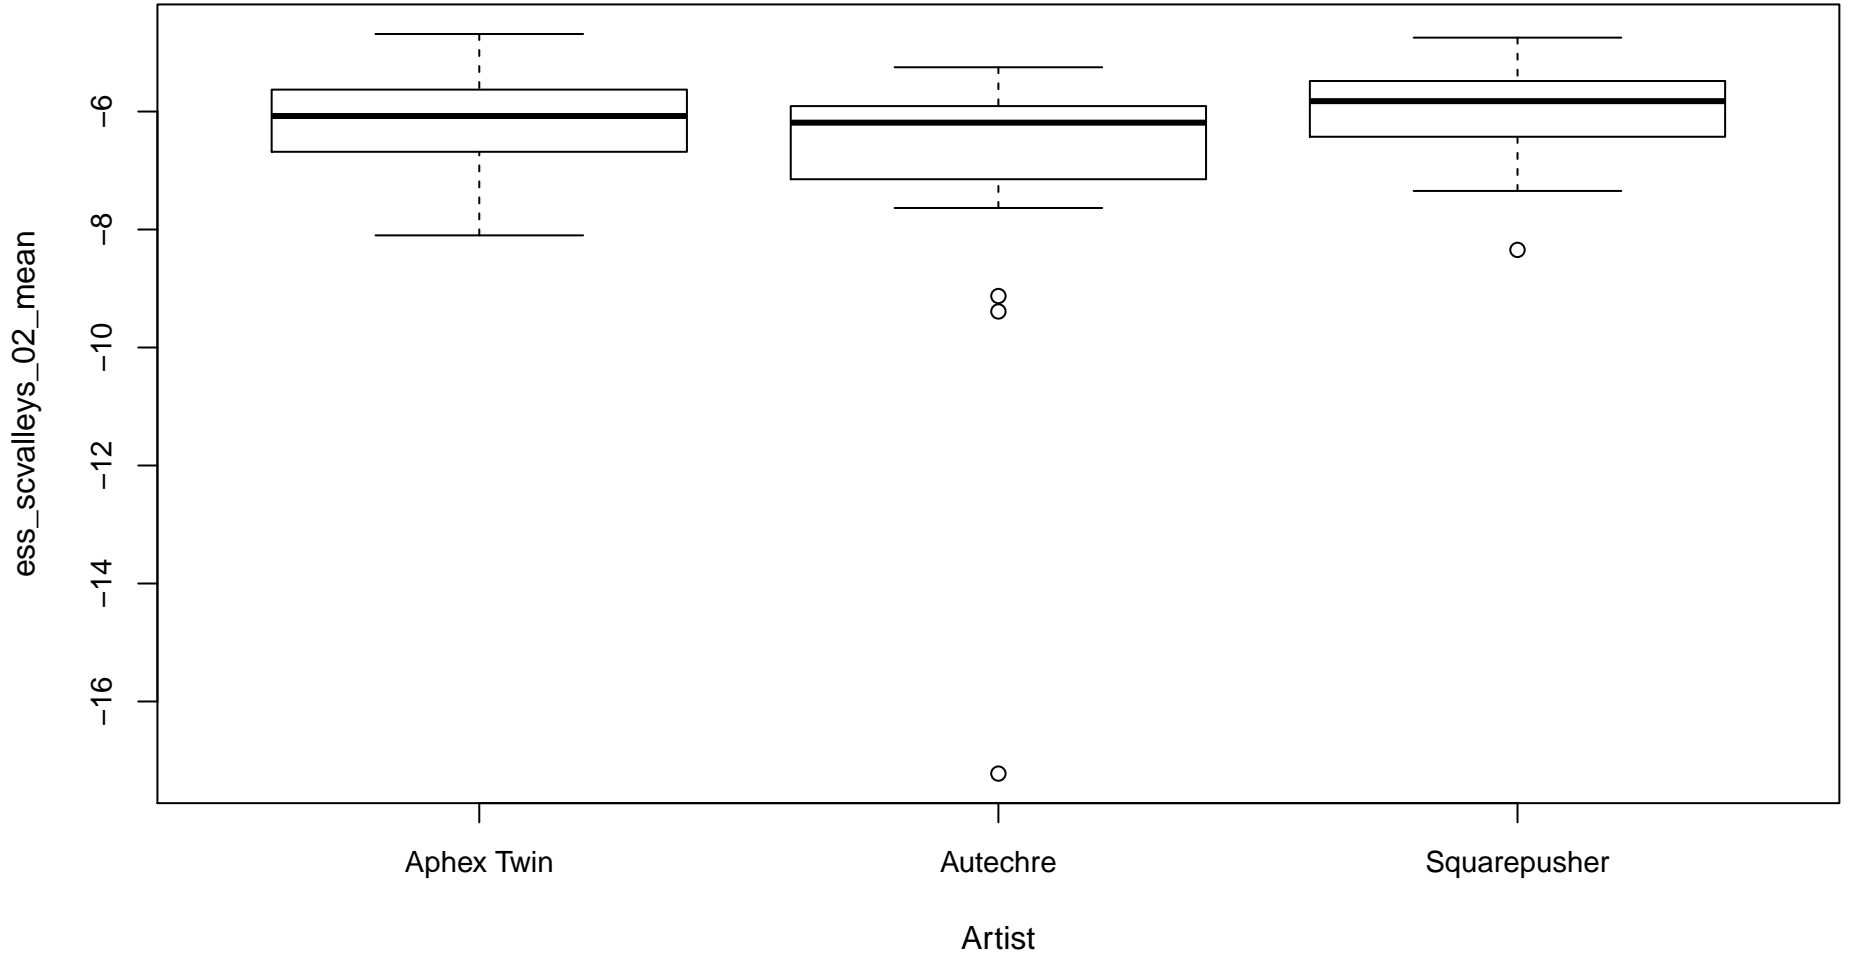 ess_scvalleys_02_mean
−6
−8
−10
−12
−14
−16
Aphex Twin
Autechre
Squarepusher
Artist